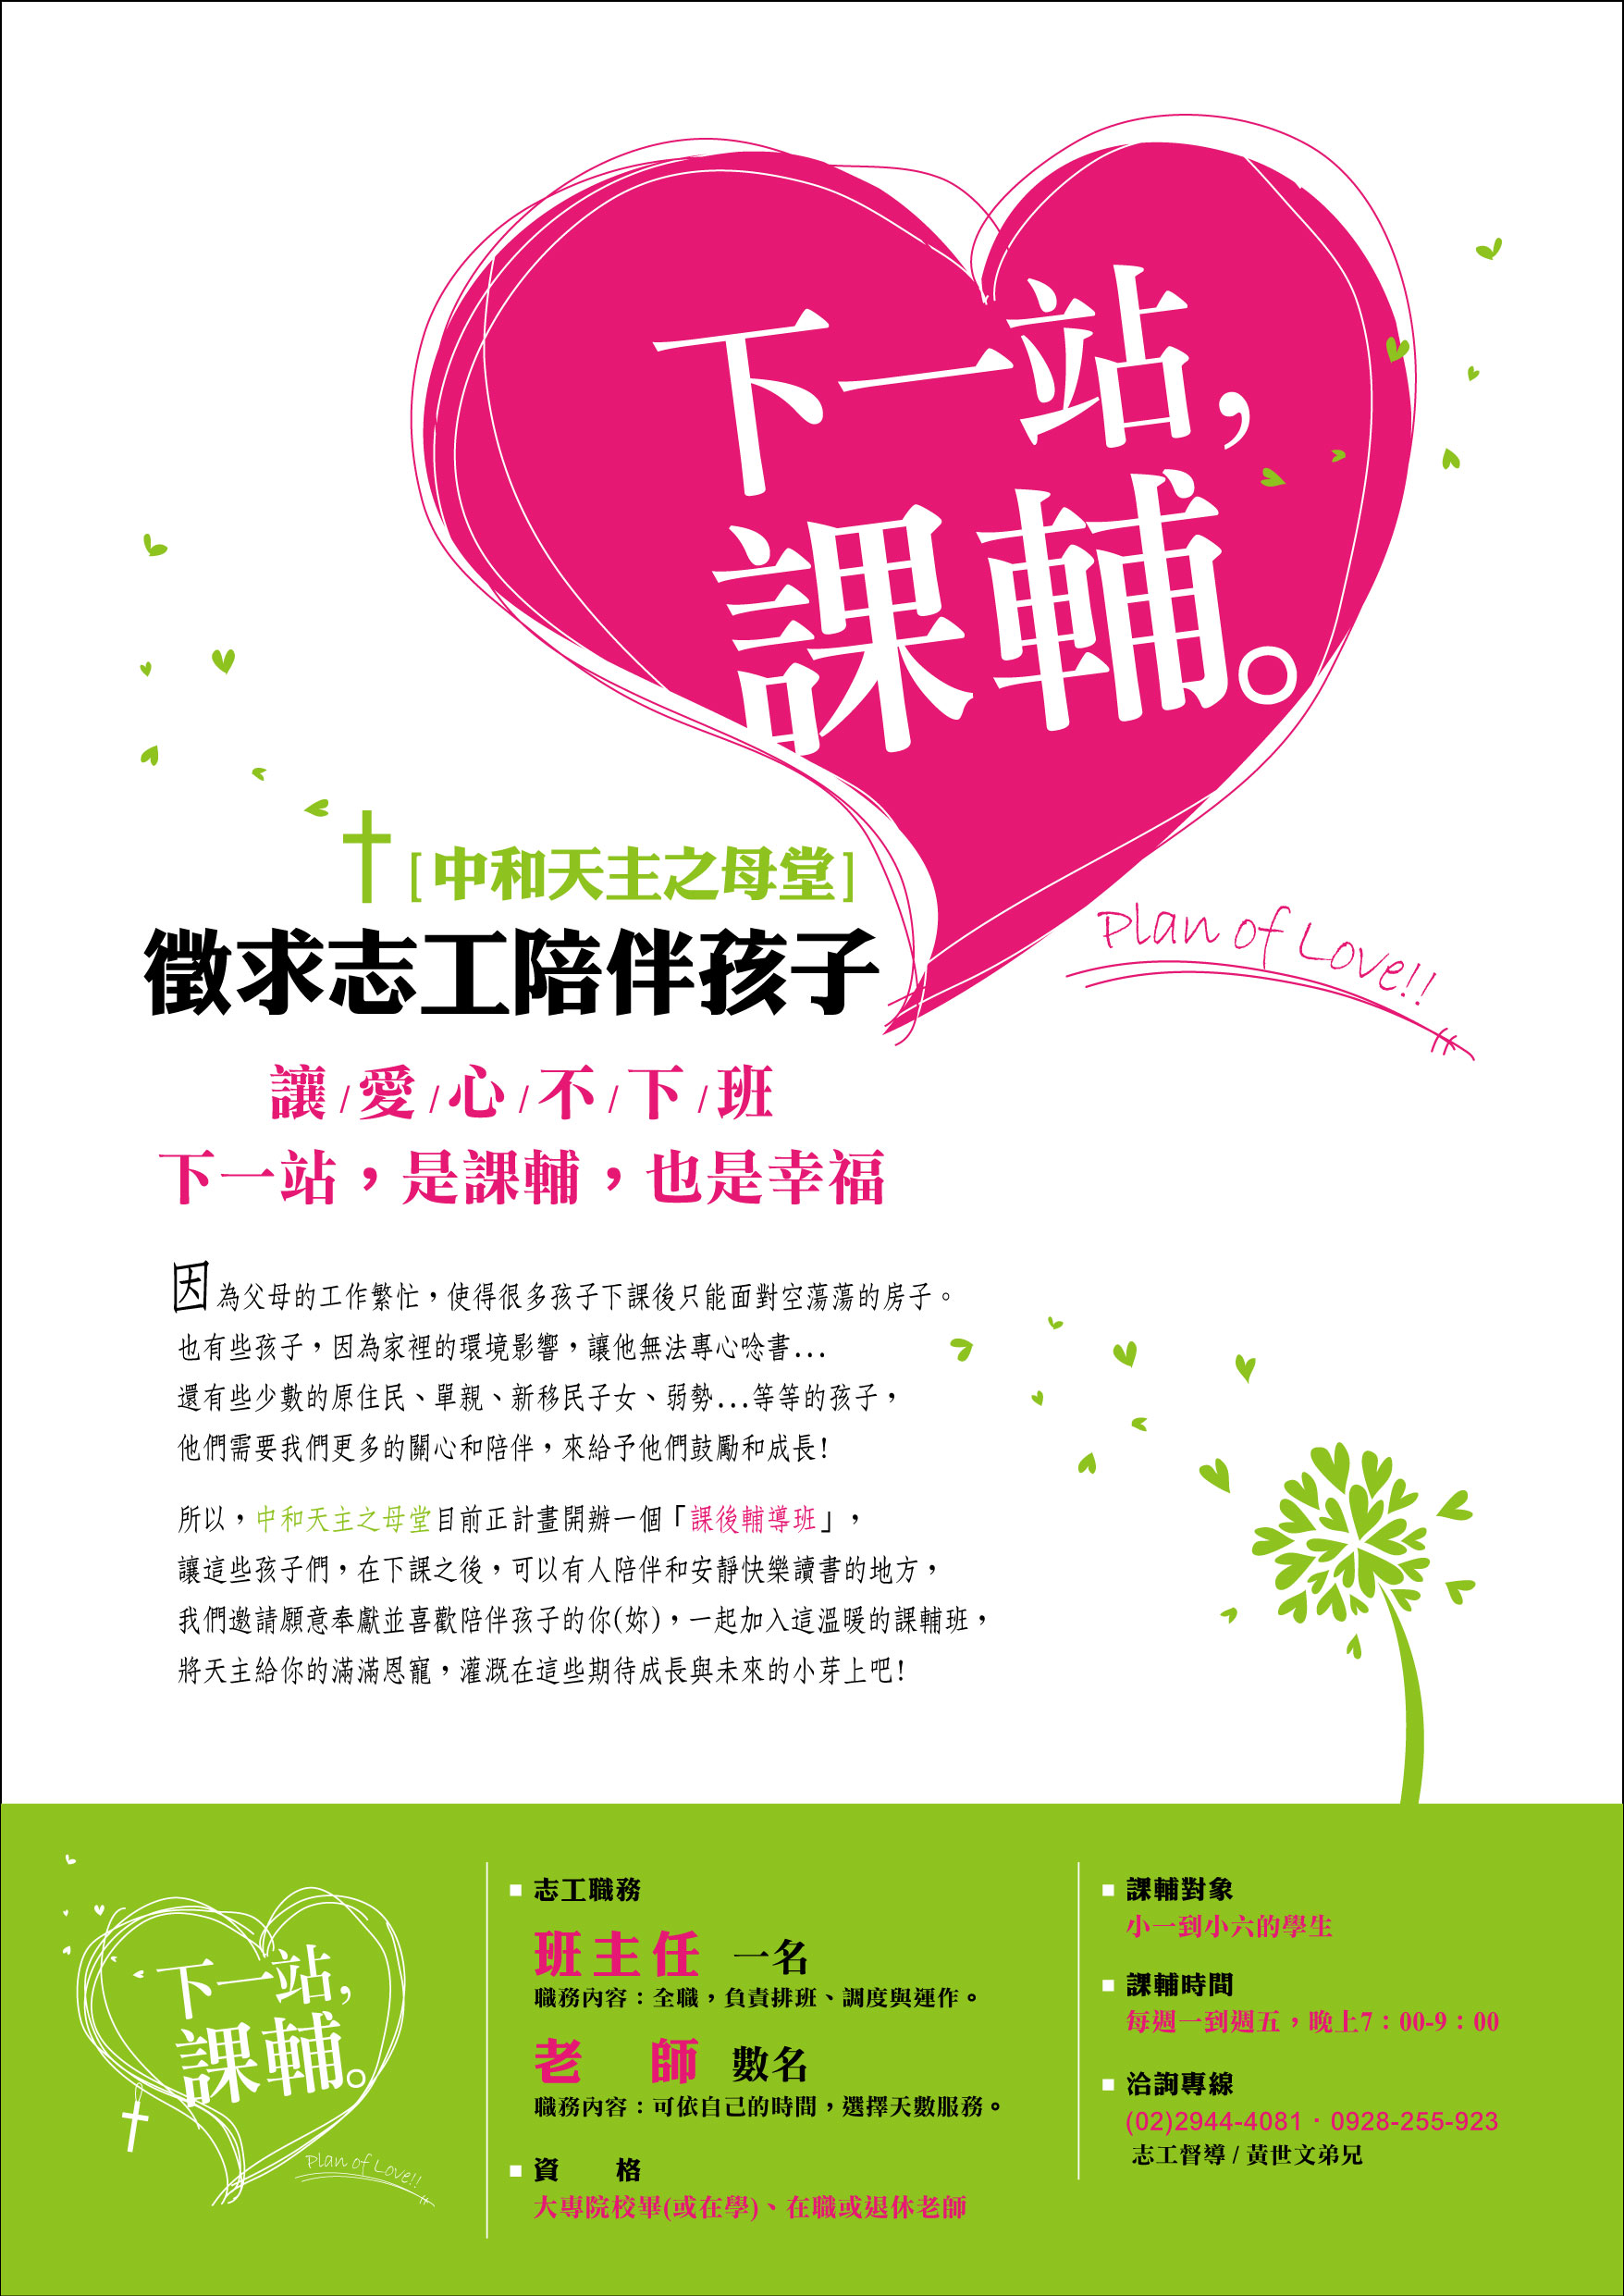 下一站,
課輔。
Plan of Love!!
[中和天主之母堂]
徵求志工陪伴孩子
讓/愛/心/不/下/班
下一站，是課輔，也是幸福
因為父母的工作繁忙，使得很多孩子下課後只能面對空蕩蕩的房子。
也有些孩子，因為家裡的環境影響，讓他無法專心唸書...
還有些少數的原住民、單親、新移民子女、弱勢...等等的孩子，
他們需要我們更多的關心和陪伴，來給予他們鼓勵和成長!
所以，中和天主之母堂目前正計畫開辦一個「課後輔導班」，
讓這些孩子們，在下課之後，可以有人陪伴和安靜快樂讀書的地方，
我們邀請願意奉獻並喜歡陪伴孩子的你(妳)，一起加入這溫暖的課輔班，
將天主給你的滿滿恩寵，灌溉在這些期待成長與未來的小芽上吧!
下一站,
課輔。
Plan of Love!!
志工職務
班主任 一名
職務內容：全職，負責排班、調度與運作。
老師 數名
職務內容：可依自己的時間，選擇天數服務。
資格
大專院校畢(或在學)、在職或退休老師
課輔對象
小一到小六的學生
課輔時間
每週一到週五，晚上7：00-9：00
洽詢專線
(02)2944-4081‧0928-255-923
志工督導 / 黃世文弟兄